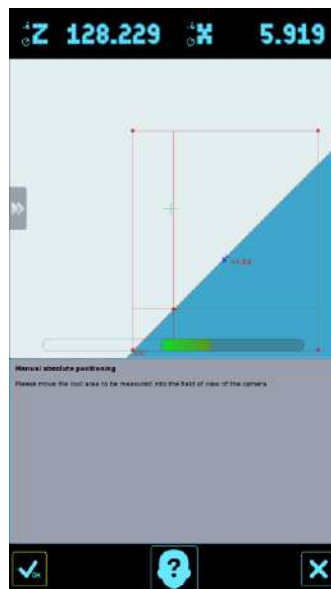 Z 128.229 X 5.919
Manual absolute positioning
Please move the tool area to be measured into the field of view of the camera
OK
?